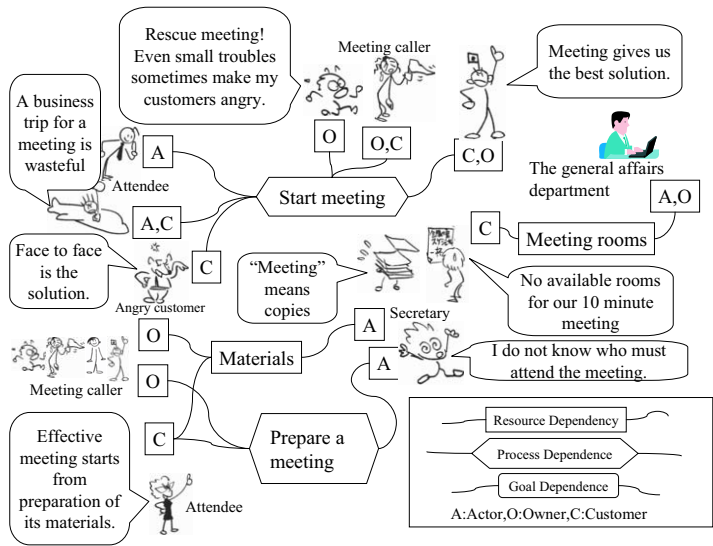 Rescue meeting!
Even small troubles
sometimes make my
customers angry.
Meeting caller
Meeting gives us
the best solution.
A business
trip for a
meeting is
wasteful
Attendee
A
O
O,C
C,O
The general affairs
department
Start meeting
A,O
A,C
C
Meeting rooms
Face to face
is the
solution.
C
Angry customer
“Meeting”
means
copies
No available rooms
for our 10 minute
meeting
Secretary
O
A
Materials
A
I do not know who must
attend the meeting.
Meeting caller
O
C
Prepare a
meeting
Effective
meeting starts
from
preparation of
its materials.
Attendee
Resource Dependency
Process Dependence
Goal Dependence
A:Actor,O:Owner,C:Customer